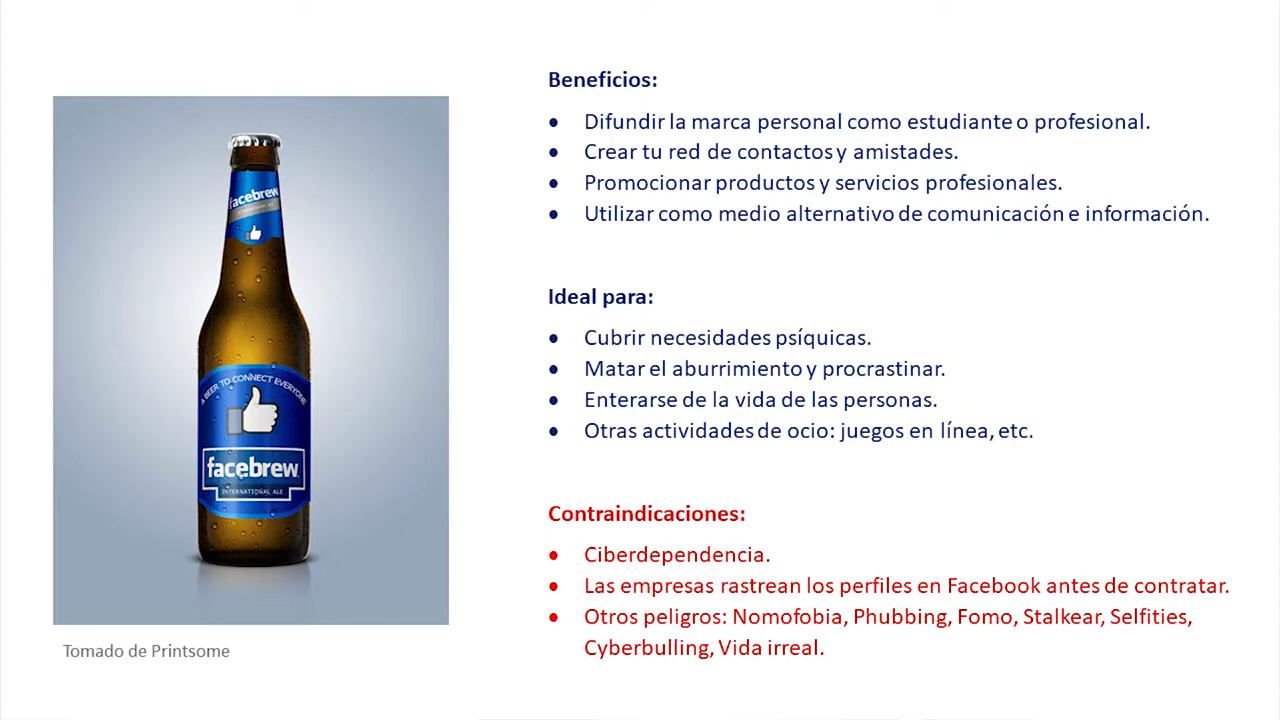 Beneficios:
• Difundir la marca personal como estudiante o profesional.
• Crear tu red de contactos y amistades.
• Promocionar productos y servicios profesionales.
• Utilizar como medio alternativo de comunicación e información.
Ideal para:
• Cubrir necesidades psíquicas.
• Matar el aburrimiento y procrastinar.
• Enterarse de la vida de las personas.
• Otras actividades de ocio: juegos en línea, etc.
Contraindicaciones:
• Ciberdependencia.
• Las empresas rastrean los perfiles en Facebook antes de contratar.
• Otros peligros: Nomofobia, Phubbing, Fomo, Stalkear, Selfities,
Cyberbulling, Vida irreal.
facebrew
A BEER TO CONNECT EVERYONE
facebrew
INTERNATIONAL ALE
Tomado de Printsome